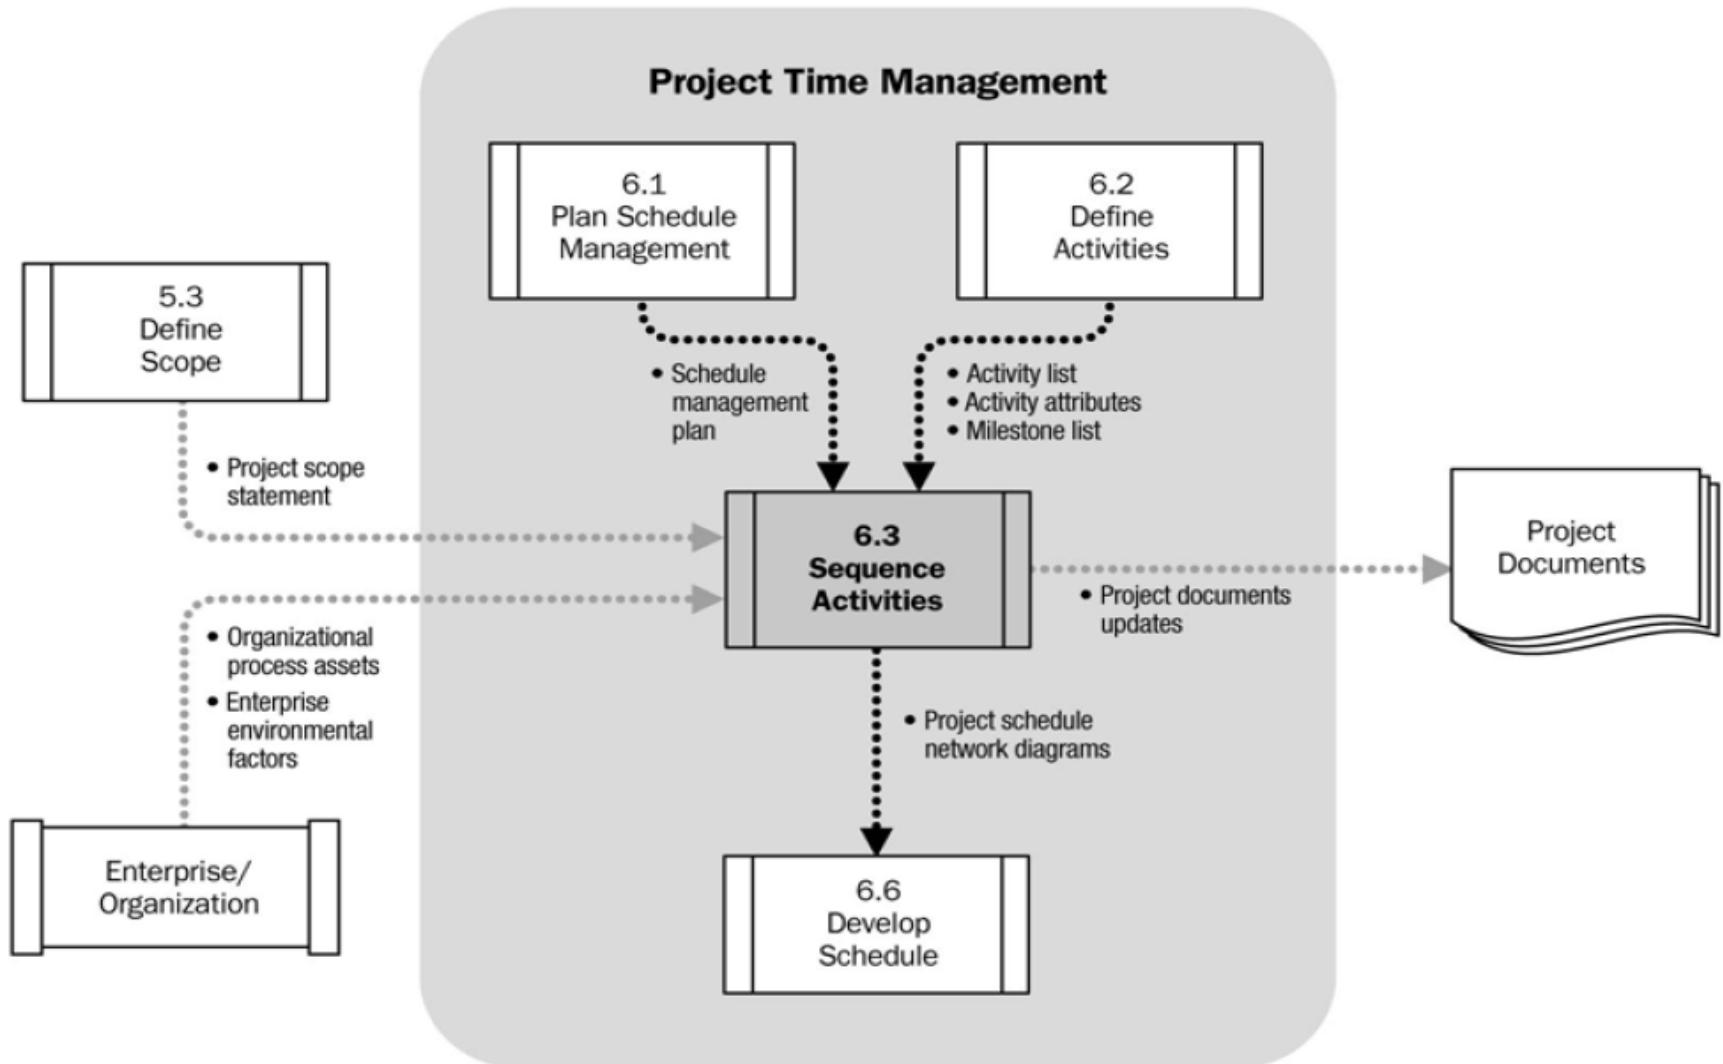 Project Time Management
6.1
Plan Schedule
Management
6.2
Define
Activities
5.3
Define
Scope
• Schedule
management
plan
• Activity list
• Activity attributes
• Milestone list
• Project scope
statement
6.3
Sequence
Activities
Project
Documents
• Project documents
updates
• Organizational
process assets
• Enterprise
environmental
factors
• Project schedule
network diagrams
Enterprise/
Organization
6.6
Develop
Schedule